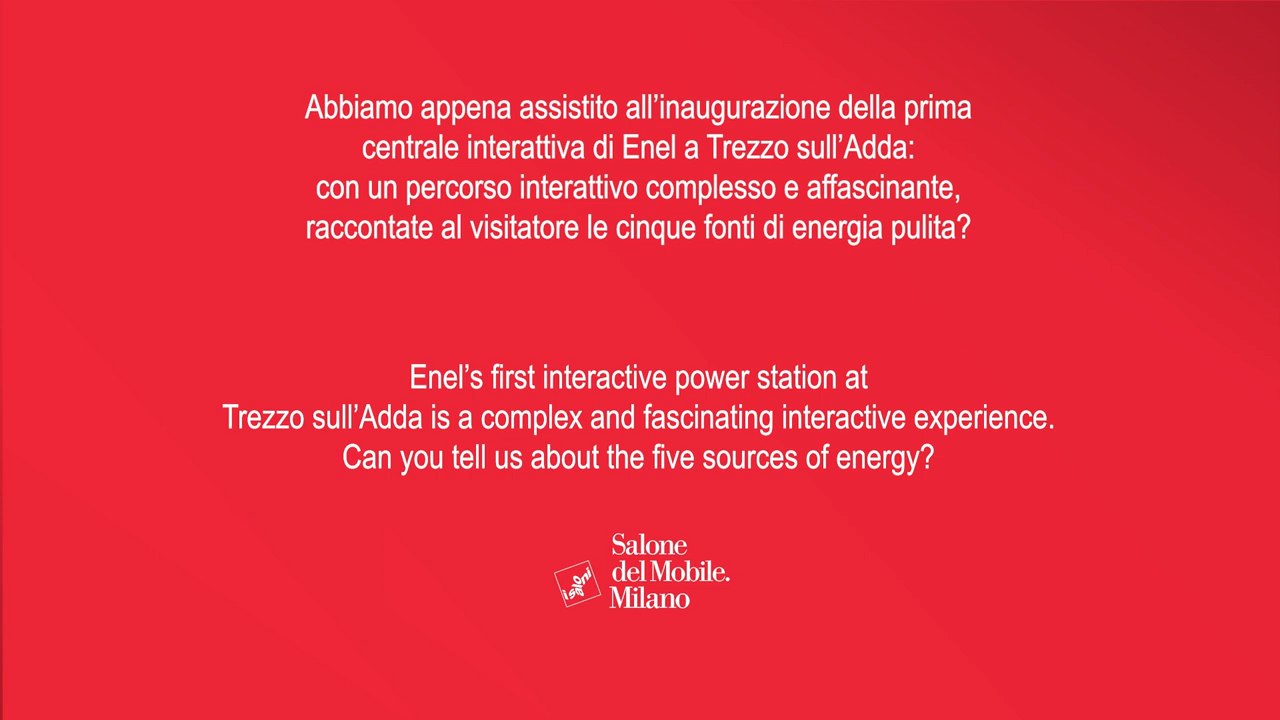 Abbiamo appena assistito all’inaugurazione della prima
centrale interattiva di Enel a Trezzo sull’Adda:
con un percorso interattivo complesso e affascinante,
raccontate al visitatore le cinque fonti di energia pulita?
Enel’s first interactive power station at
Trezzo sull’Adda is a complex and fascinating interactive experience.
Can you tell us about the five sources of energy?
i saloni
Salone
del Mobile.
Milano